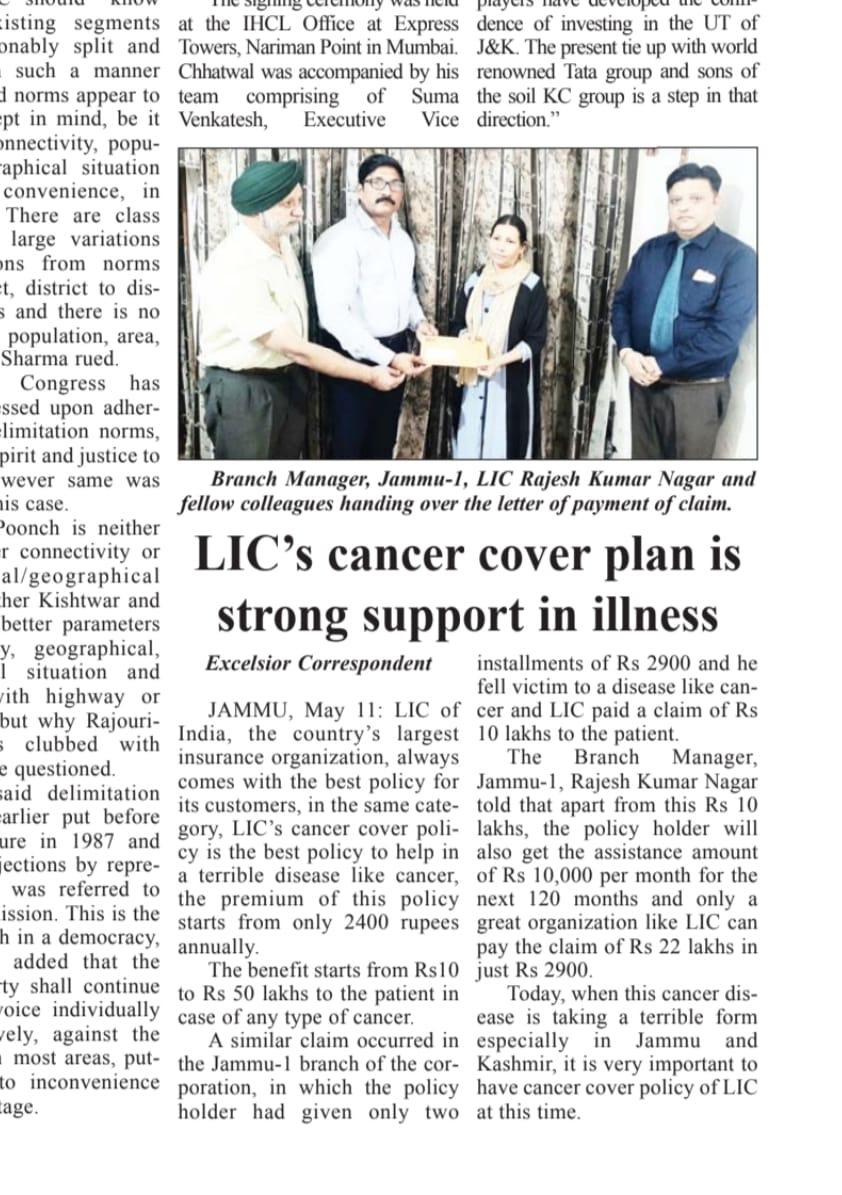 xisting segments
onably split and
such a manner
d norms appear to
ept in mind, be it
onnectivity, popu-
raphical situation
convenience, in
There are class
large variations
ons from norms
ct, district to dis-
s and there is no
population, area,
Sharma rued.
Congress has
essed upon adher-
elimitation norms,
pirit and justice to
wever same was
his case.
Poonch is neither
r connectivity or
al/geographical
ther Kishtwar and
better parameters
y, geographical,
l situation and
with highway or
but why Rajouri-
s clubbed with
e questioned.
said delimitation
earlier put before
ure in 1987 and
jections by repre-
was referred to
ission. This is the
h in a democracy,
added that the
rty shall continue
voice individually
vely, against the
most areas, put-
to inconvenience
tage.
The signing ceremony was held
at the IHCL Office at Express
Towers, Nariman Point in Mumbai.
Chhatwal was accompanied by his
team comprising of Suma
Venkatesh, Executive Vice
players have developed the confi-
dence of investing in the UT of
J&K. The present tie up with world
renowned Tata group and sons of
the soil KC group is a step in that
direction.”
Branch Manager, Jammu-1, LIC Rajesh Kumar Nagar and
fellow colleagues handing over the letter of payment of claim.
LIC’s cancer cover plan is
strong support in illness
Excelsior Correspondent
JAMMU, May 11: LIC of
India, the country’s largest
insurance organization, always
comes with the best policy for
its customers, in the same cate-
gory, LIC’s cancer cover poli-
cy is the best policy to help in
a terrible disease like cancer,
the premium of this policy
starts from only 2400 rupees
annually.
The benefit starts from Rs10
to Rs 50 lakhs to the patient in
case of any type of cancer.
A similar claim occurred in
the Jammu-1 branch of the cor-
poration, in which the policy
holder had given only two
installments of Rs 2900 and he
fell victim to a disease like can-
cer and LIC paid a claim of Rs
10 lakhs to the patient.
The Branch Manager,
Jammu-1, Rajesh Kumar Nagar
told that apart from this Rs 10
lakhs, the policy holder will
also get the assistance amount
of Rs 10,000 per month for the
next 120 months and only a
great organization like LIC can
pay the claim of Rs 22 lakhs in
just Rs 2900.
Today, when this cancer dis-
ease is taking a terrible form
especially in Jammu and
Kashmir, it is very important to
have cancer cover policy of LIC
at this time.